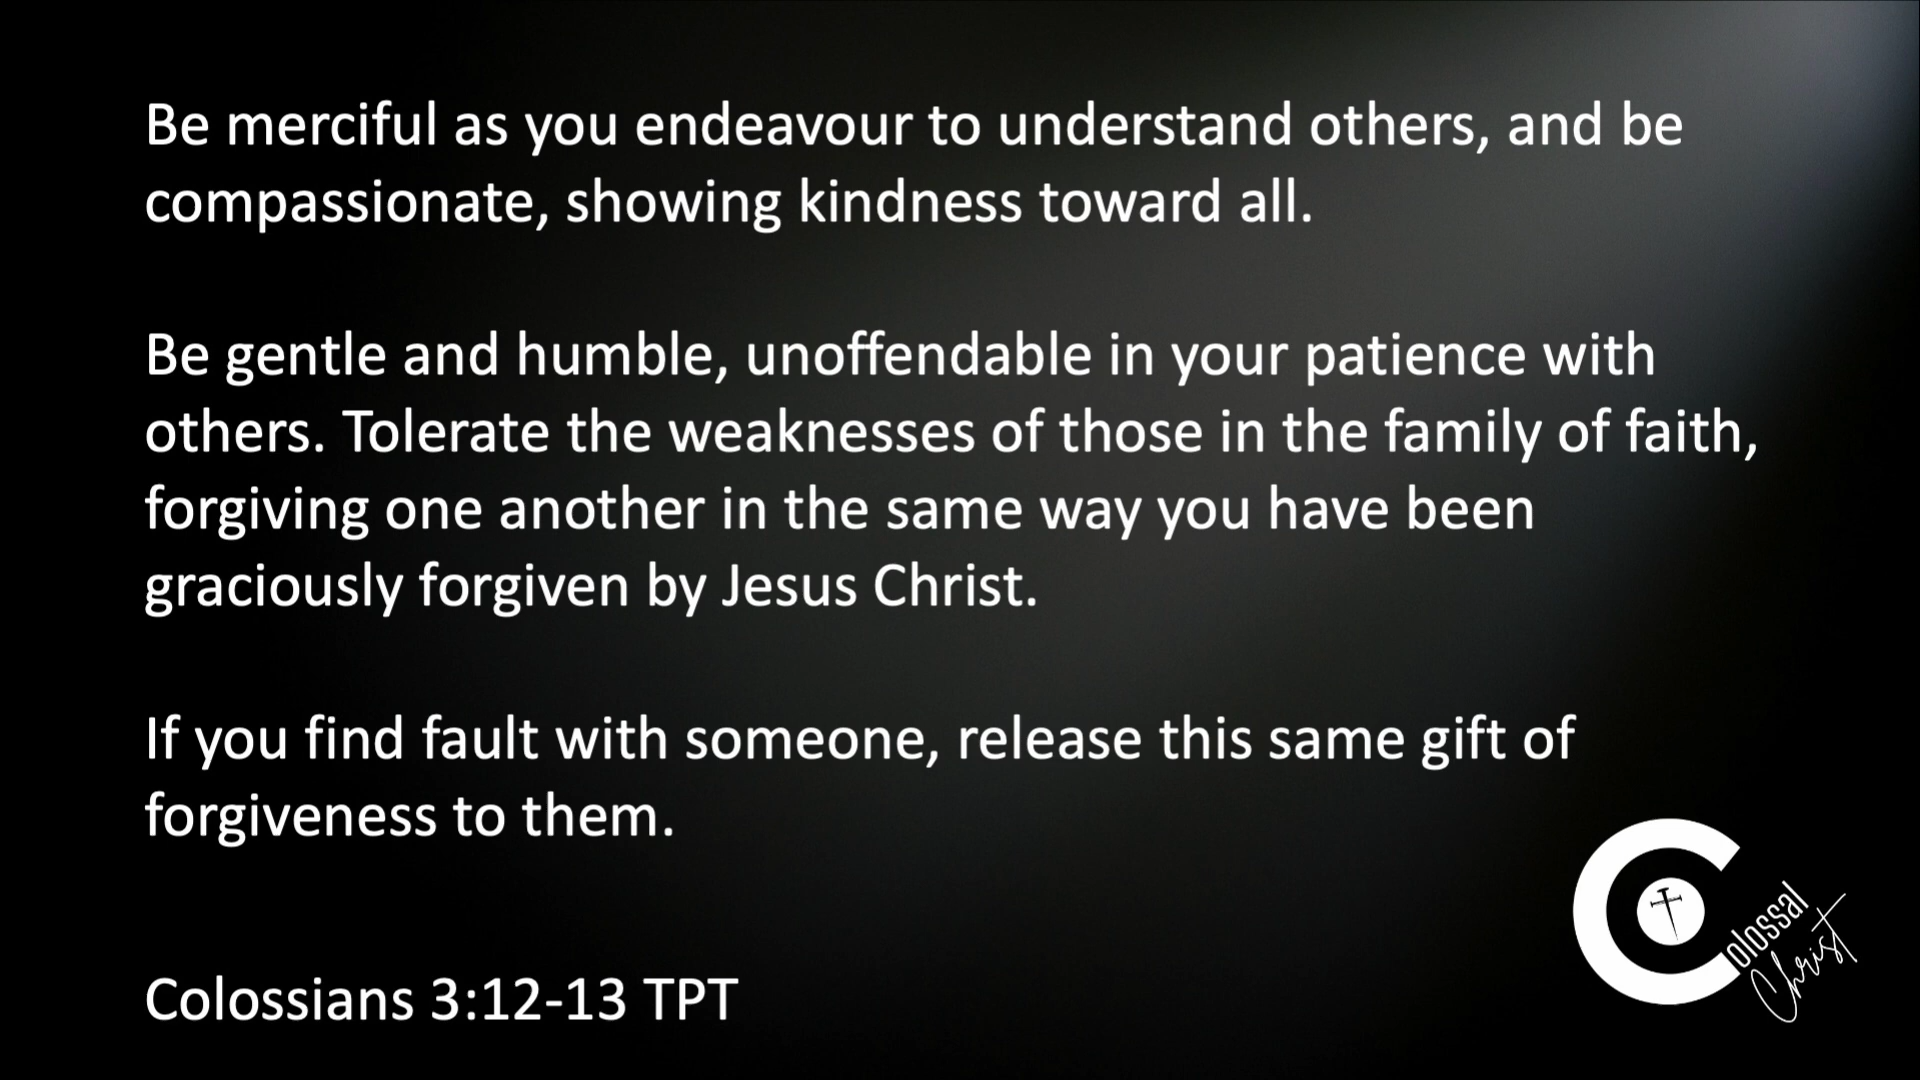 Be merciful as you endeavour to understand others, and be
compassionate, showing kindness toward all.
Be gentle and humble, unoffendable in your patience with
others. Tolerate the weaknesses of those in the family of faith,
forgiving one another in the same way you have been
graciously forgiven by Jesus Christ.
If you find fault with someone, release this same gift of
forgiveness to them.
Colossians 3:12-13 TPT
Colossal
Christ